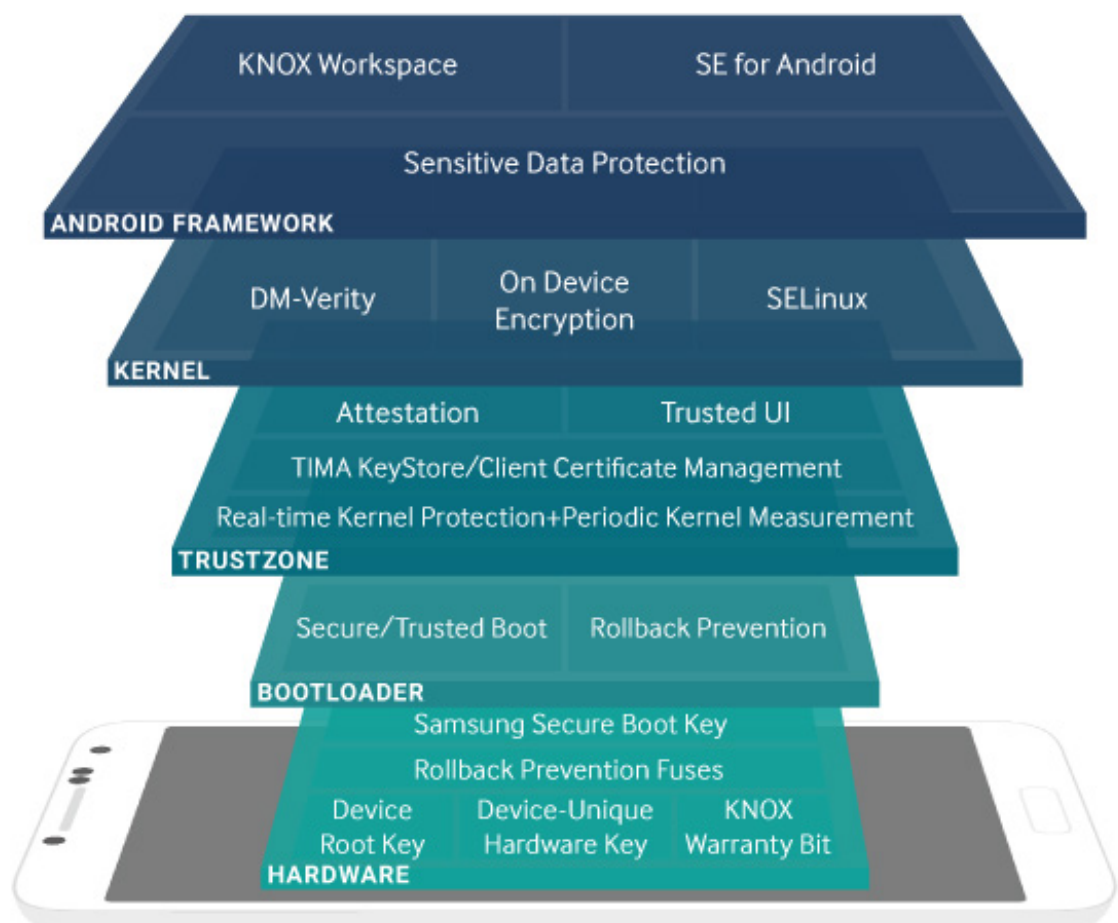 KNOX Workspace
SE for Android
Sensitive Data Protection
ANDROID FRAMEWORK
DM-Verity
On Device
Encryption
SELinux
KERNEL
Attestation
Trusted UI
TIMA KeyStore/Client Certificate Management
Real-time Kernel Protection+Periodic Kernel Measurement
TRUSTZONE
Secure/Trusted Boot
Rollback Prevention
BOOTLOADER
Samsung Secure Boot Key
Rollback Prevention Fuses
Device
Root Key
Device-Unique
Hardware Key
KNOX
Warranty Bit
HARDWARE